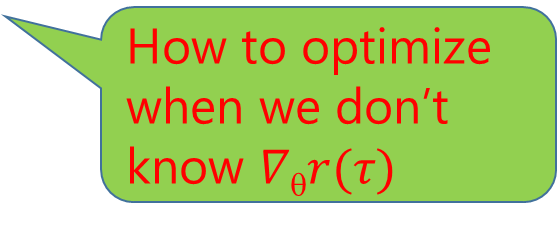 How to optimize
when we don’t
know ∇θr(τ)